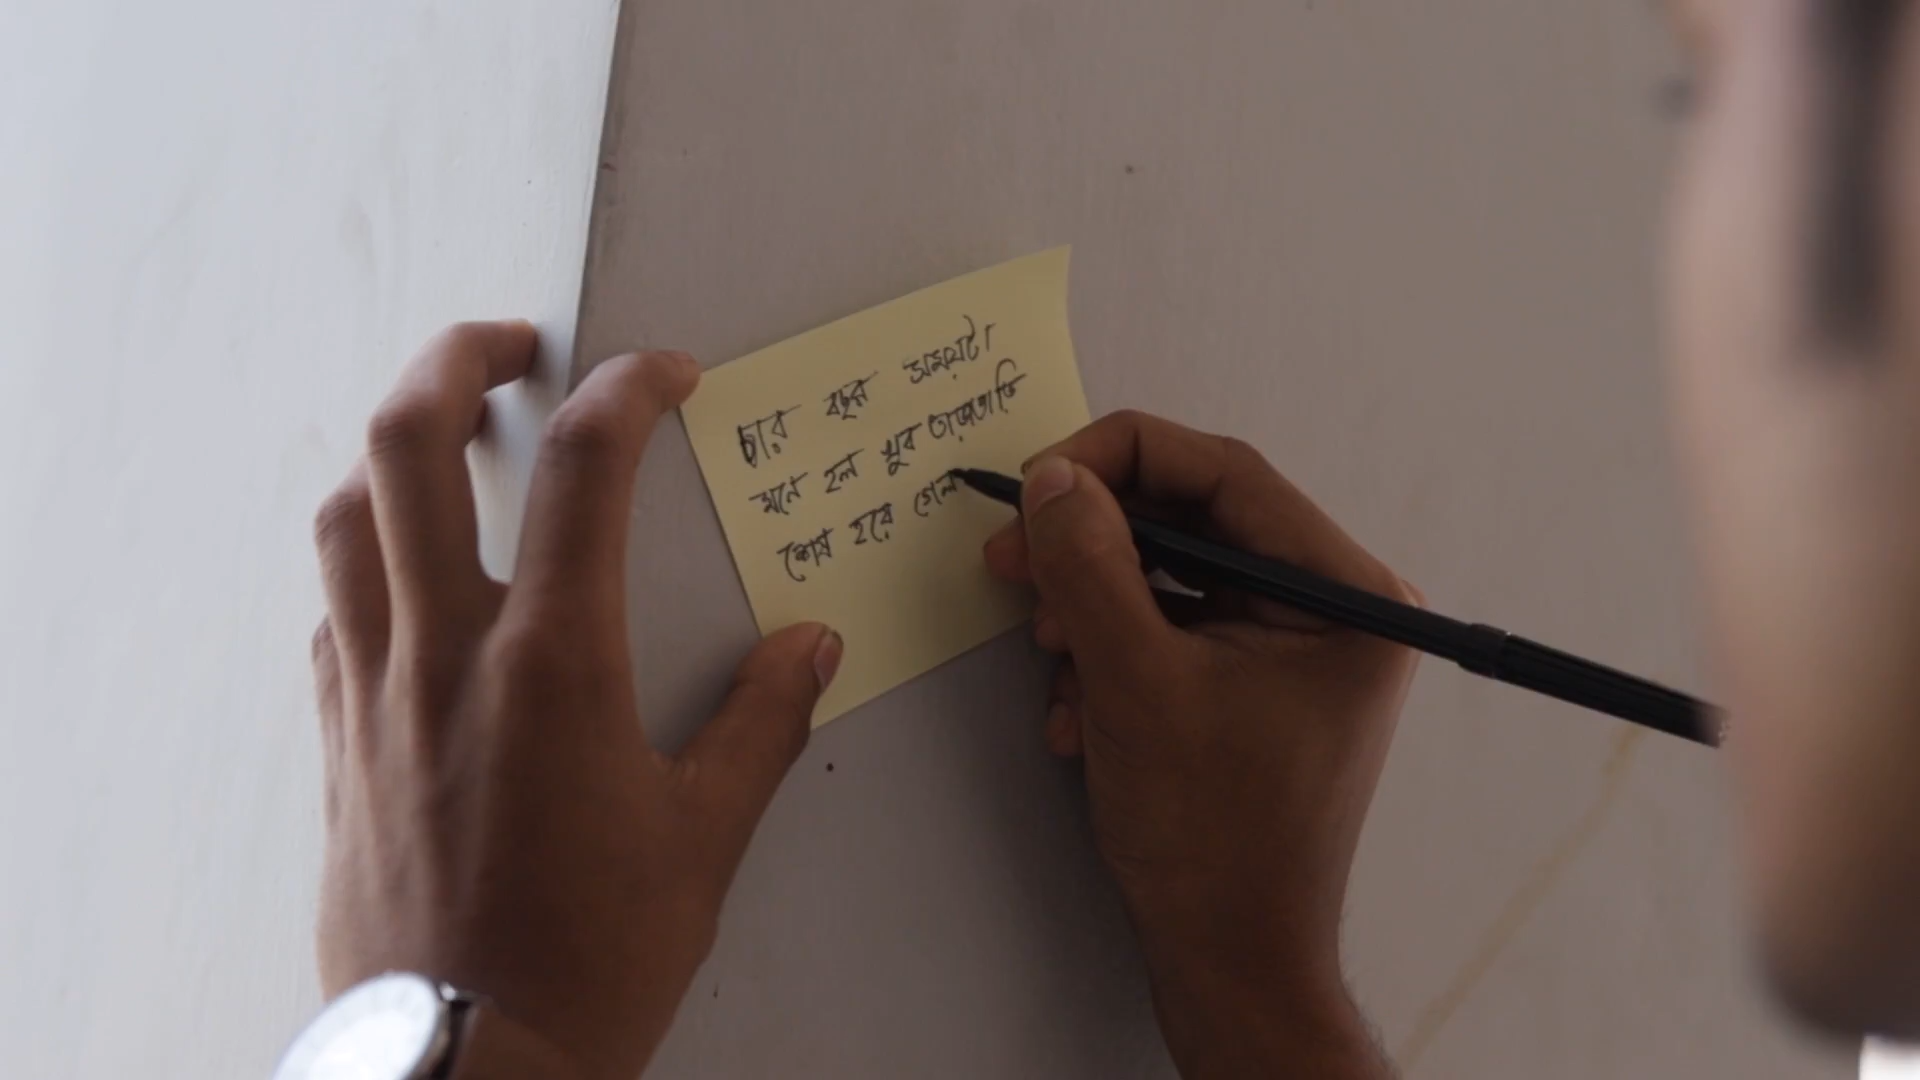 চার বছর সময়টা
মনে হল খুব তাড়াতাড়ি
শেষ হয়ে গেল